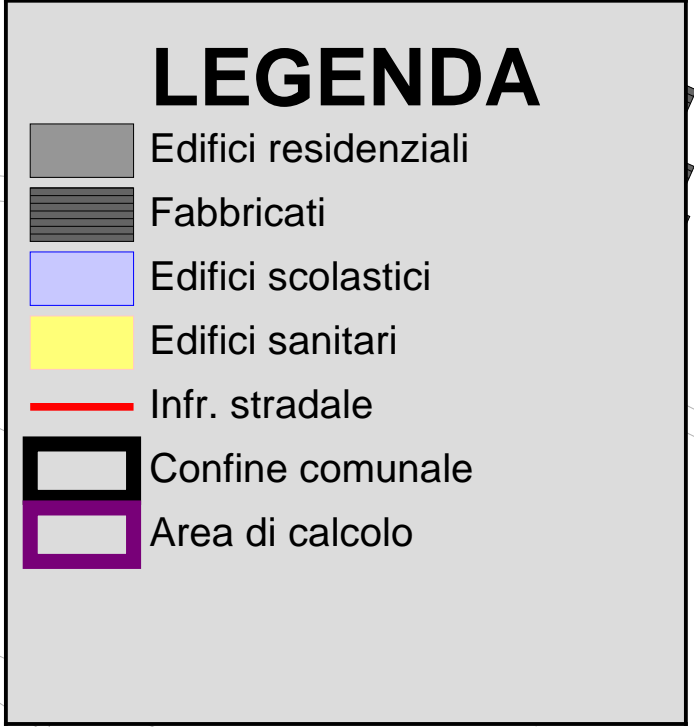 LEGENDA
Edifici residenziali
Fabbricati
Edifici scolastici
Edifici sanitari
Infr. stradale
Confine comunale
Area di calcolo